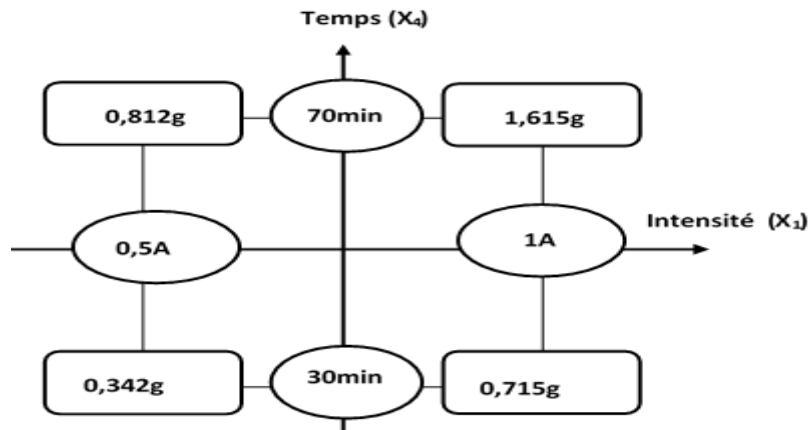 Temps (X₄)
0,812g
70min
1,615g
0,5A
1A
Intensité (X₁)
0,342g
30min
0,715g